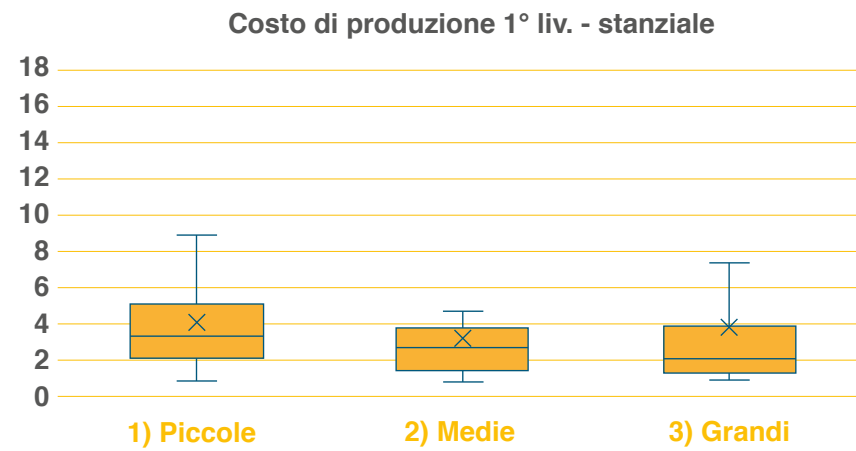 Costo di produzione 1° liv. - stanziale
18
16
14
12
10
8
6
4
2
0
1) Piccole
2) Medie
3) Grandi